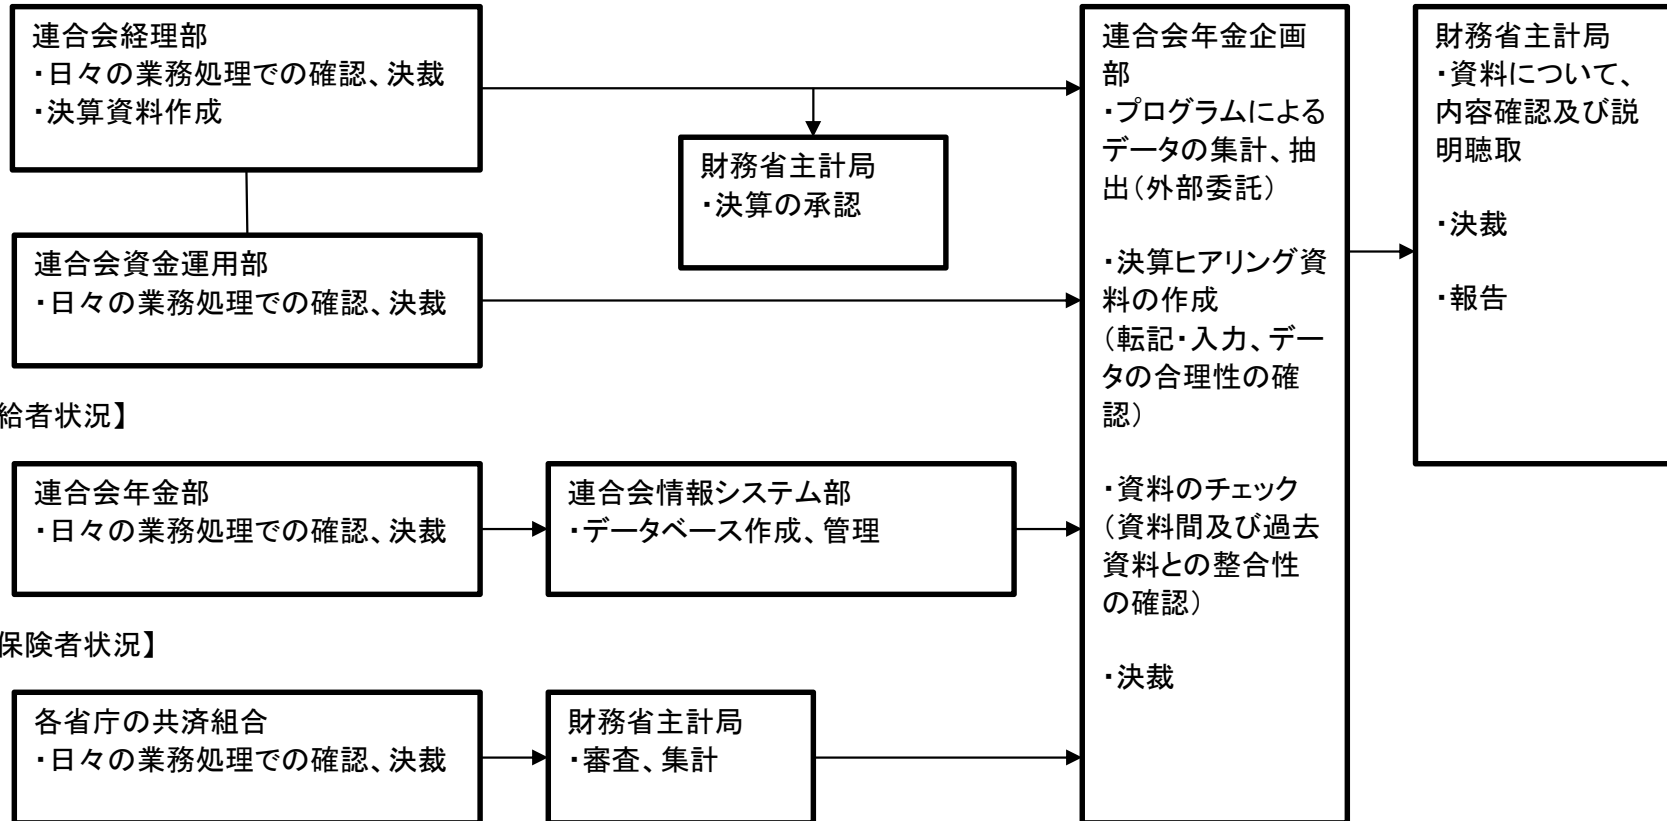 連合会経理部
・日々の業務処理での確認、決裁
・決算資料作成
財務省主計局
・決算の承認
連合会資金運用部
・日々の業務処理での確認、決裁
給者状況】
連合会年金部
・日々の業務処理での確認、決裁
連合会情報システム部
・データベース作成、管理
保険者状況】
各省庁の共済組合
・日々の業務処理での確認、決裁
財務省主計局
・審査、集計
連合会年金企画
部
・プログラムによる
データの集計、抽
出（外部委託）
・決算ヒアリング資
料の作成
（転記・入力、デー
タの合理性の確
認）
・資料のチェック
（資料間及び過去
資料との整合性
の確認）
・決裁
財務省主計局
・資料について、
内容確認及び説
明聴取
・決裁
・報告